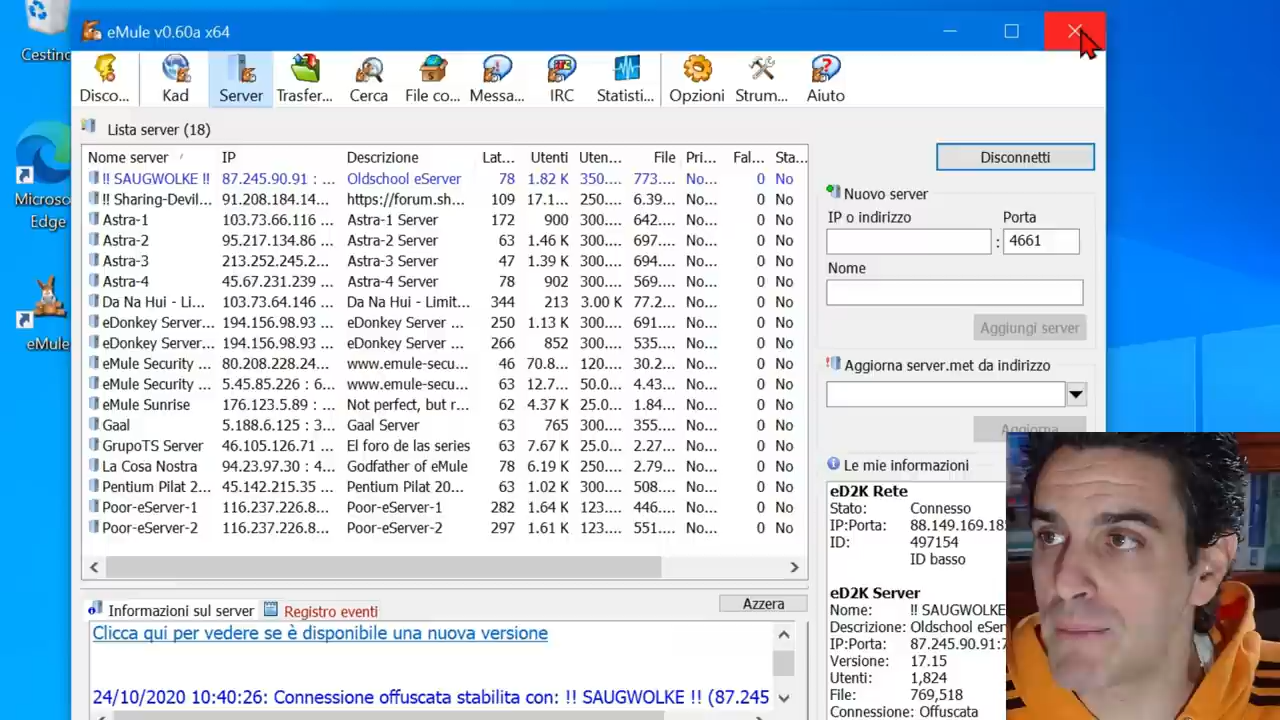 Cestino
eMule v0.60a x64
Disco... Kad Server Trasfer... Cerca File co... Messa... IRC Statisti... Opzioni Strum... Aiuto
Lista server (18)
Nome server IP Descrizione Lat... Utenti Uten... File Pri... Fal... Sta...
!! SAUGWOLKE !! 87.245.90.91 : ... Oldschool eServer 78 1.82 K 350.... 773.... No... 0 No
!! Sharing-Devil... 91.208.184.14... https://forum.sh... 109 17.1... 250.... 6.39... No... 0 No
Astra-1 103.73.66.116 ... Astra-1 Server 172 900 300.... 642.... No... 0 No
Astra-2 95.217.134.86 ... Astra-2 Server 63 1.46 K 300.... 697.... No... 0 No
Astra-3 213.252.245.2... Astra-3 Server 47 1.39 K 300.... 694.... No... 0 No
Astra-4 45.67.231.239 ... Astra-4 Server 78 902 300.... 569.... No... 0 No
Da Na Hui - Li... 103.73.64.146 ... Da Na Hui - Limit... 344 213 3.00 K 77.2... No... 0 No
eDonkey Server... 194.156.98.93 ... eDonkey Server ... 250 1.13 K 300.... 691.... No... 0 No
eDonkey Server... 194.156.98.93 ... eDonkey Server ... 266 852 300.... 535.... No... 0 No
eMule Security ... 80.208.228.24... www.emule-secu... 46 70.8... 120.... 30.2... No... 0 No
eMule Security ... 5.45.85.226 : 6... www.emule-secu... 63 12.7... 50.0... 4.43... No... 0 No
eMule Sunrise 176.123.5.89 : ... Not perfect, but r... 62 4.37 K 25.0... 1.84... No... 0 No
Gaal 5.188.6.125 : 3... Gaal Server 63 765 300.... 355.... No... 0 No
GrupoTS Server 46.105.126.71 ... El foro de las series 63 7.67 K 25.0... 2.27... No... 0 No
La Cosa Nostra 94.23.97.30 : 4... Godfather of eMule 78 6.19 K 250.... 2.79... No... 0 No
Pentium Pilat 2... 45.142.215.35 ... Pentium Pilat 20... 63 1.02 K 300.... 508.... No... 0 No
Poor-eServer-1 116.237.226.8... Poor-eServer-1 282 1.64 K 123.... 446.... No... 0 No
Poor-eServer-2 116.237.226.8... Poor-eServer-2 297 1.61 K 123.... 551.... No... 0 No
Microso
Edge
eMule
Disconnetti
Nuovo server
IP o indirizzo Porta
: 4661
Nome
Aggiungi server
Aggiorna server.met da indirizzo
Aggiorna
Le mie informazioni
eD2K Rete
Stato: Connesso
IP:Porta: 88.149.169.18
ID: 497154
ID basso
eD2K Server
Nome: !! SAUGWOLKE
Descrizione: Oldschool eSer
IP:Porta: 87.245.90.91:
Versione: 17.15
Utenti: 1,824
File: 769,518
Connessione: Offuscata
Informazioni sul server Registro eventi Azzera
Clicca qui per vedere se è disponibile una nuova versione
24/10/2020 10:40:26: Connessione offuscata stabilita con: !! SAUGWOLKE !! (87.245